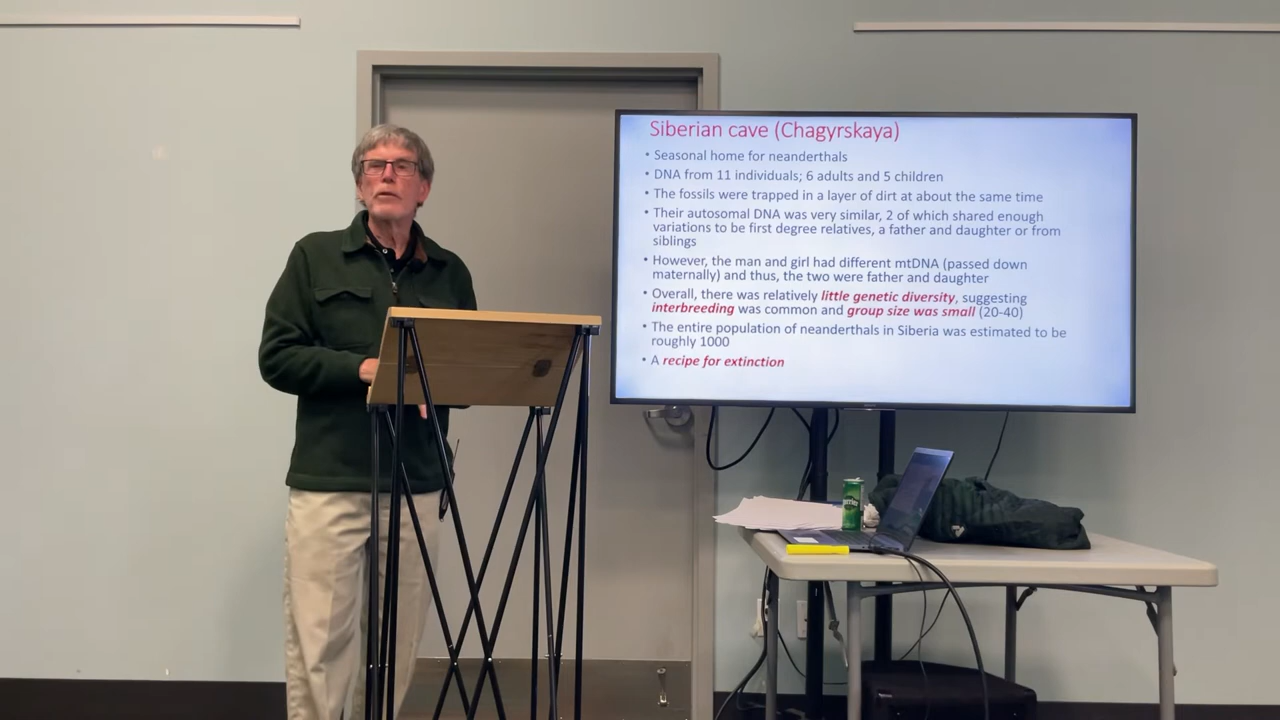 Siberian cave (Chagyrskaya)
• Seasonal home for neanderthals
• DNA from 11 individuals; 6 adults and 5 children
• The fossils were trapped in a layer of dirt at about the same time
• Their autosomal DNA was very similar, 2 of which shared enough
variations to be first degree relatives, a father and daughter or from
siblings
• However, the man and girl had different mtDNA (passed down
maternally) and thus, the two were father and daughter
• Overall, there was relatively little genetic diversity, suggesting
interbreeding was common and group size was small (20-40)
• The entire population of neanderthals in Siberia was estimated to be
roughly 1000
• A recipe for extinction
perrier